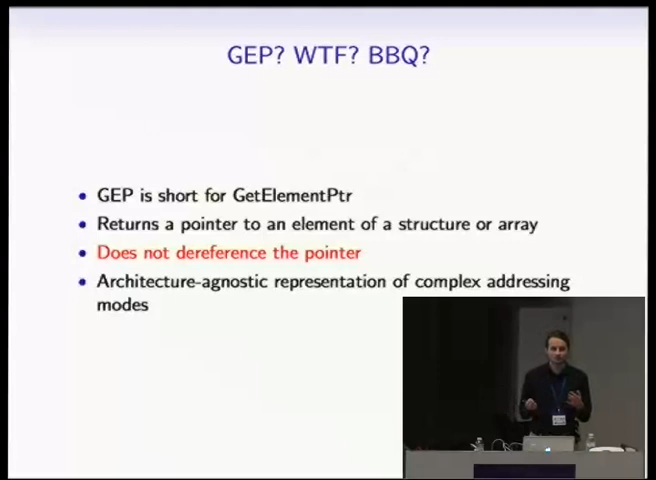 GEP? WTF? BBQ?
GEP is short for GetElementPtr
Returns a pointer to an element of a structure or array
Does not dereference the pointer
Architecture-agnostic representation of complex addressing
modes